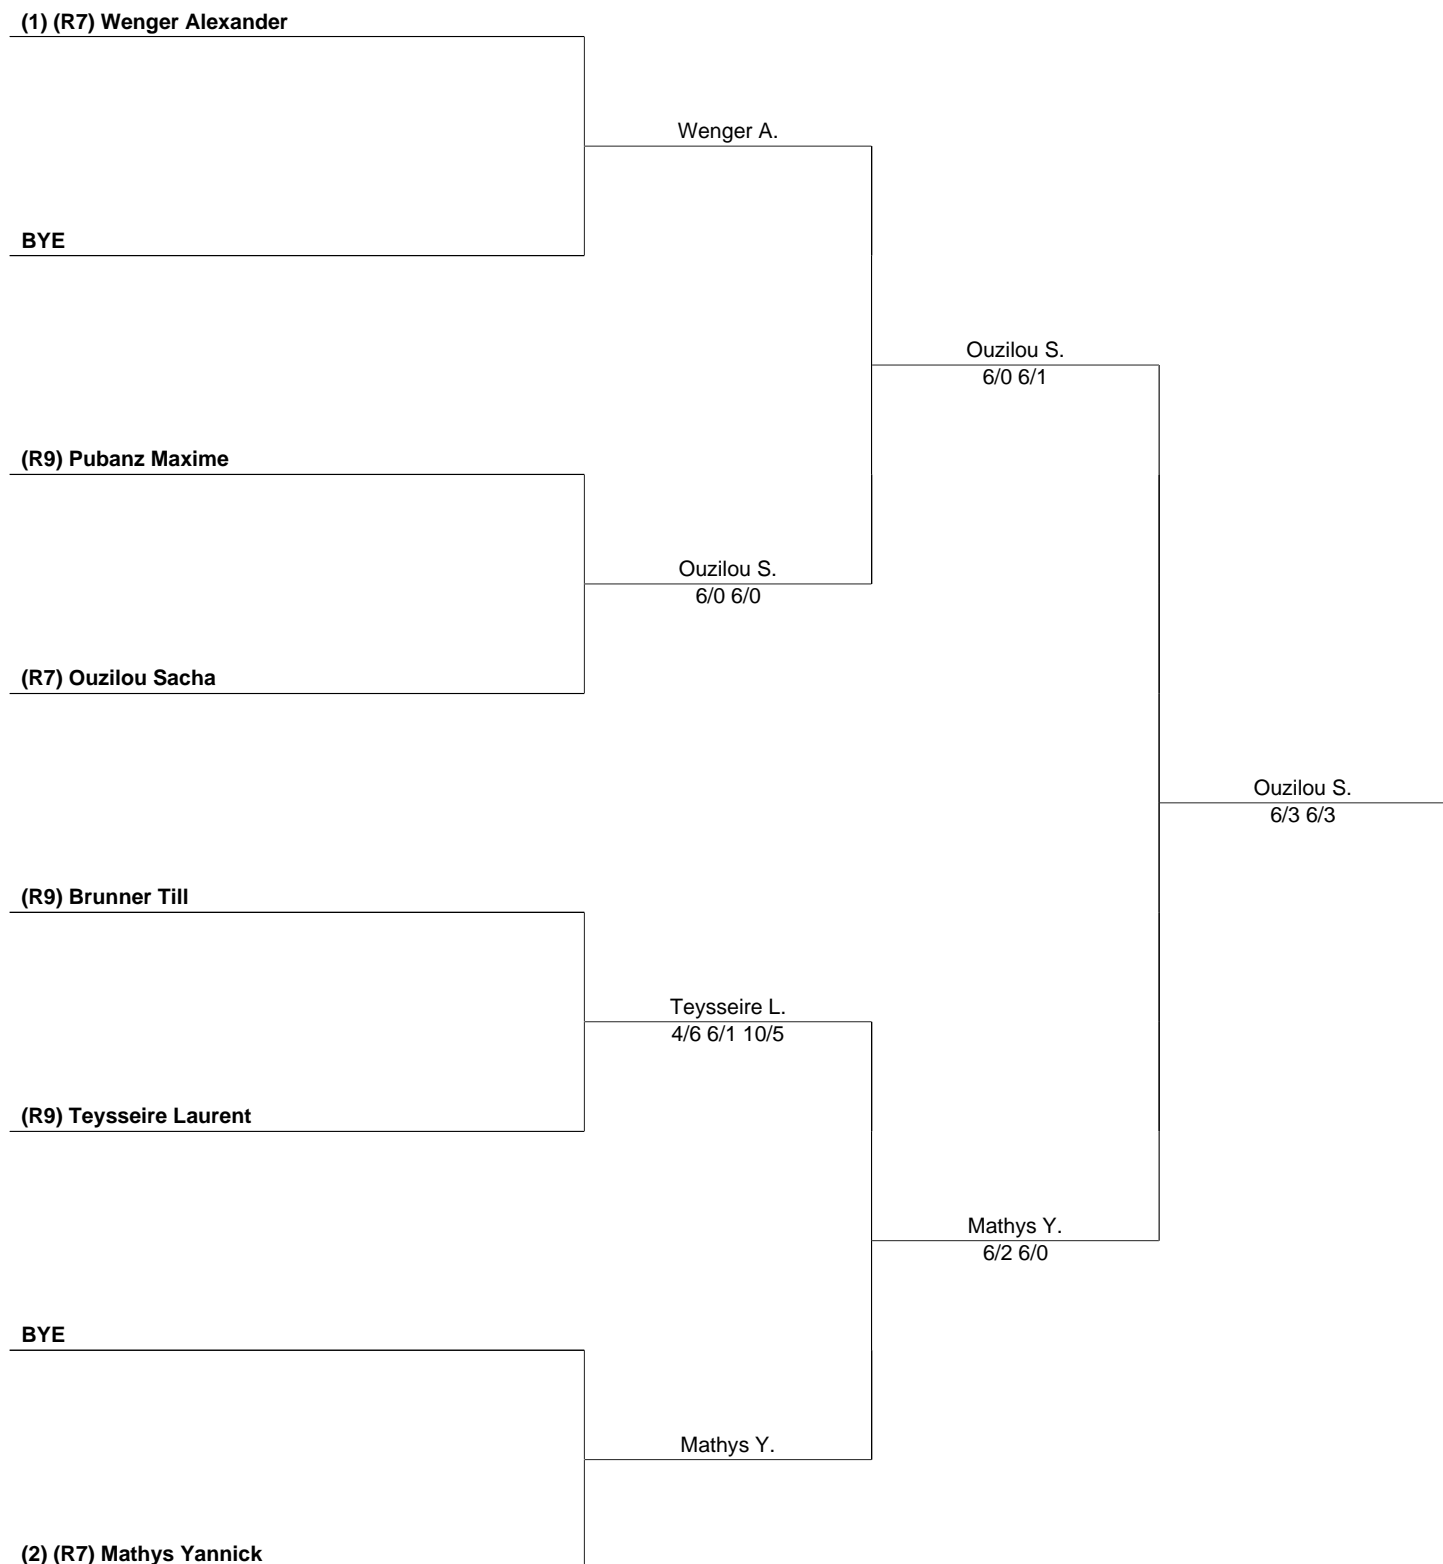 (1) (R7) Wenger Alexander
Wenger A.
BYE
Ouzilou S.
6/0 6/1
(R9) Pubanz Maxime
Ouzilou S.
6/0 6/0
(R7) Ouzilou Sacha
Ouzilou S.
6/3 6/3
(R9) Brunner Till
Teysseire L.
4/6 6/1 10/5
(R9) Teysseire Laurent
Mathys Y.
6/2 6/0
BYE
Mathys Y.
(2) (R7) Mathys Yannick